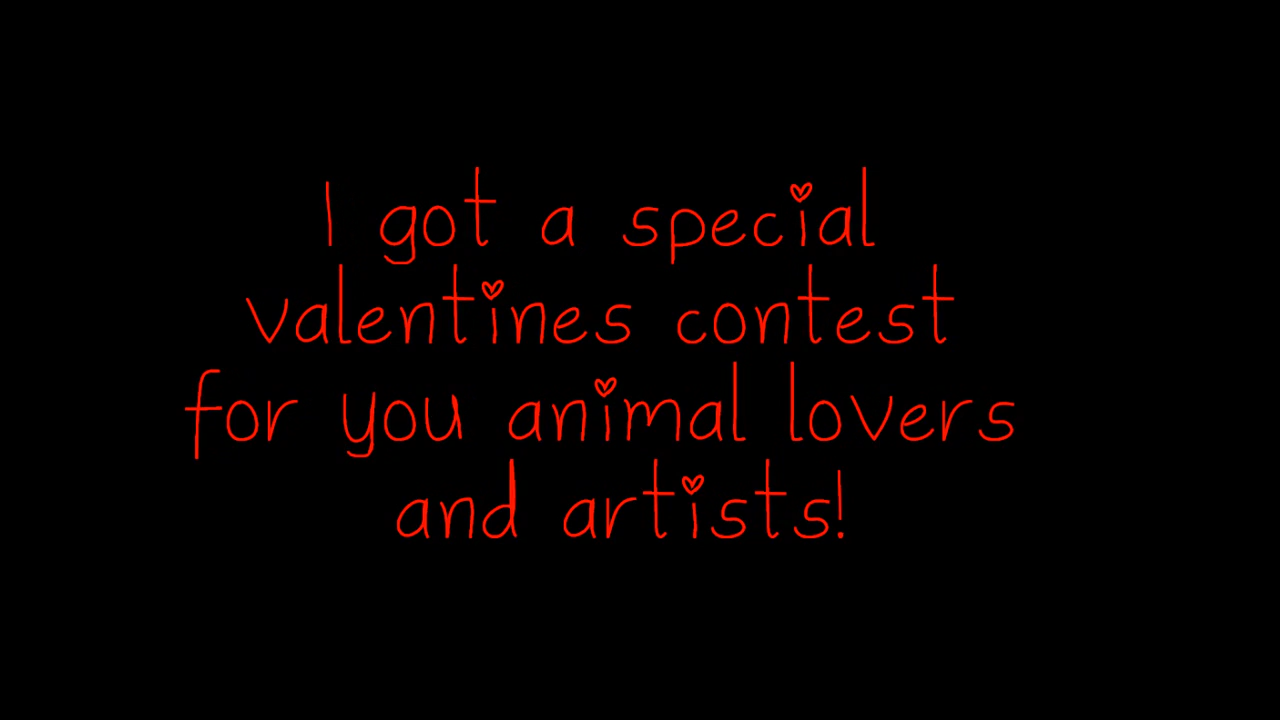 I got a special
valentines contest
for you animal lovers
and artists!